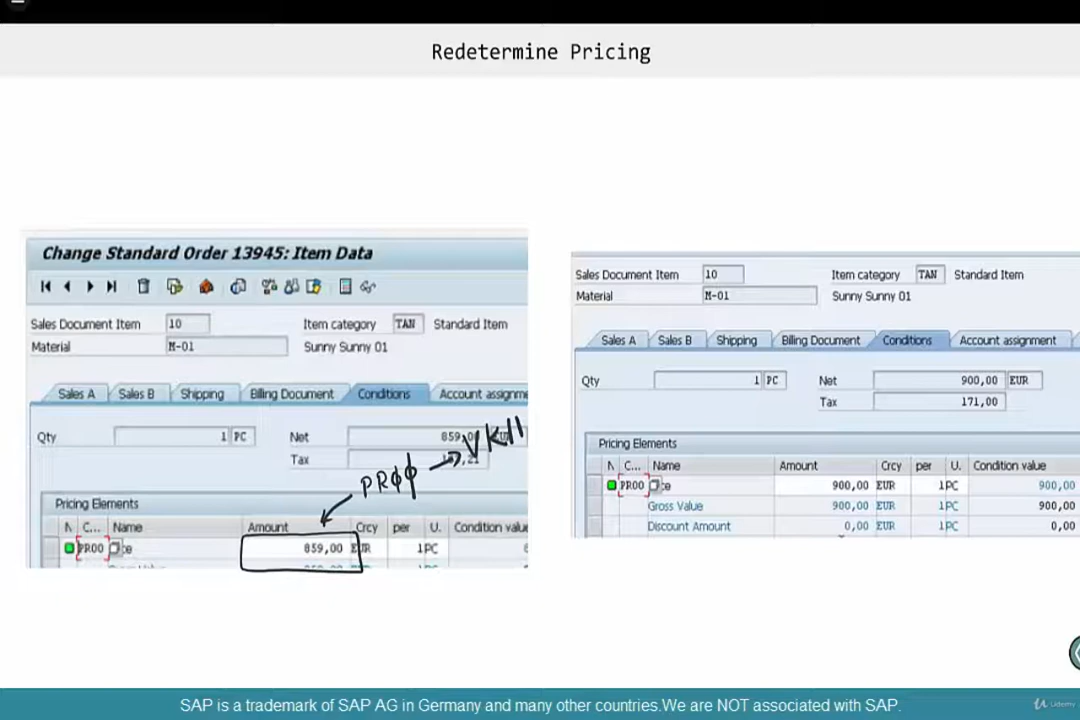 Redetermine Pricing
Change Standard Order 13945: Item Data
Sales Document Item 10 Item category TAN Standard Item
Material M-01 Sunny Sunny 01
Sales A Sales B Shipping Billing Document Conditions Account assignme
Qty 1 PC Net 859,0
Tax
PRØØ → VK11
Pricing Elements
N C... Name Amount Crcy per U. Condition value
PR00 859,00 EUR 1 PC
Sales Document Item 10 Item category TAN Standard Item
Material M-01 Sunny Sunny 01
Sales A Sales B Shipping Billing Document Conditions Account assignment
Qty 1 PC Net 900,00 EUR
Tax 171,00
Pricing Elements
N C... Name Amount Crcy per U. Condition value
PR00 900,00 EUR 1 PC 900,00
Gross Value 900,00 EUR 1 PC 900,00
Discount Amount 0,00 EUR 1 PC 0,00
SAP is a trademark of SAP AG in Germany and many other countries.We are NOT associated with SAP.
Udemy